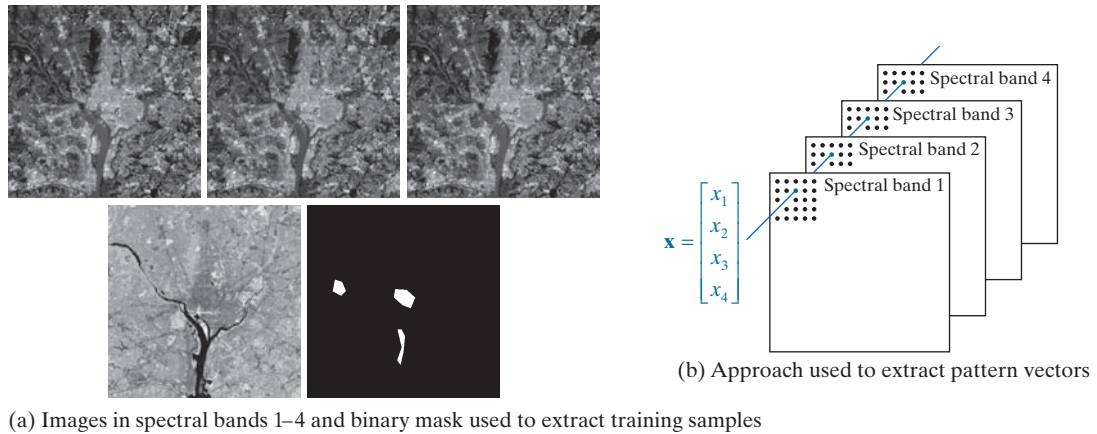 Spectral band 4
Spectral band 3
Spectral band 2
Spectral band 1
x =
x₁
x₂
x₃
x₄
(b) Approach used to extract pattern vectors
(a) Images in spectral bands 1–4 and binary mask used to extract training samples